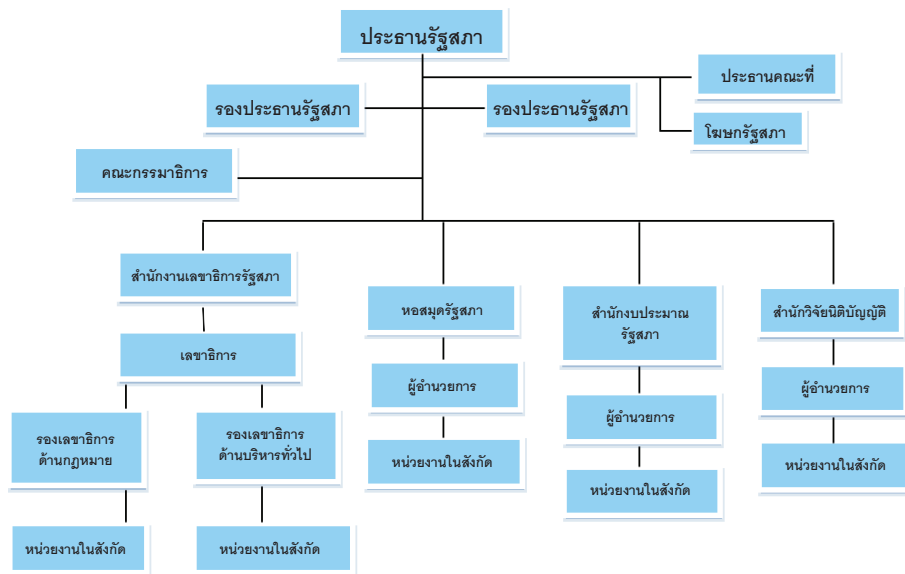 ประธานรัฐสภา
ประธานคณะที่
รองประธานรัฐสภา
รองประธานรัฐสภา
โฆษกรัฐสภา
คณะกรรมาธิการ
สำนักงานเลขาธิการรัฐสภา
หอสมุดรัฐสภา
สำนักงบประมาณ
รัฐสภา
สำนักวิจัยนิติบัญญัติ
เลขาธิการ
ผู้อำนวยการ
ผู้อำนวยการ
ผู้อำนวยการ
รองเลขาธิการ
ด้านกฎหมาย
รองเลขาธิการ
ด้านบริหารทั่วไป
หน่วยงานในสังกัด
หน่วยงานในสังกัด
หน่วยงานในสังกัด
หน่วยงานในสังกัด
หน่วยงานในสังกัด